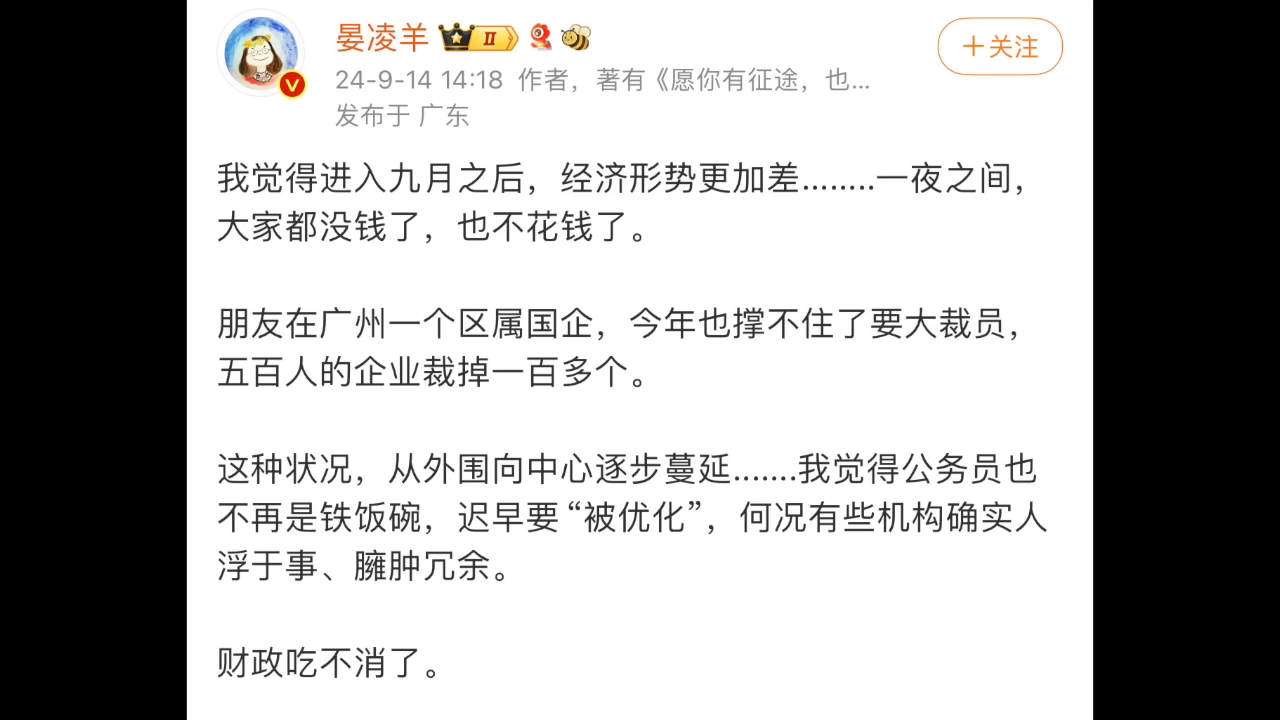 晏凌羊 II
+关注
24-9-14 14:18 作者，著有《愿你有征途，也...
发布于 广东
我觉得进入九月之后，经济形势更加差........一夜之间，
大家都没钱了，也不花钱了。
朋友在广州一个区属国企，今年也撑不住了要大裁员，
五百人的企业裁掉一百多个。
这种状况，从外围向中心逐步蔓延.......我觉得公务员也
不再是铁饭碗，迟早要“被优化”，何况有些机构确实人
浮于事、臃肿冗余。
财政吃不消了。